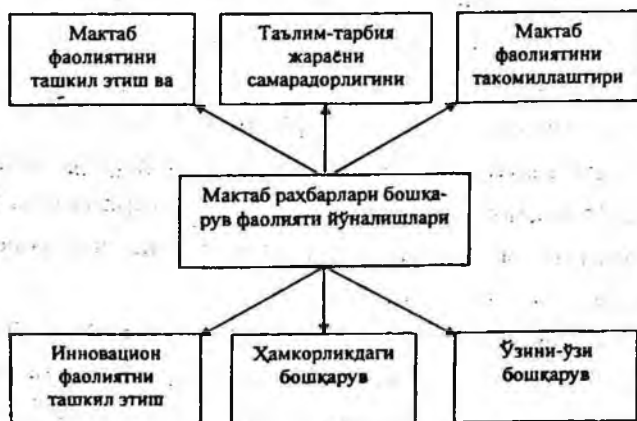 Мактаб
фаолиятини
ташкил этиш ва
Таълим-тарбия
жараёни
самарадорлигини
Мактаб
фаолиятини
такомиллаштири
Мактаб раҳбарлари бошқа-
рув фаолияти йўналишлари
Инновацион
фаолиятни
ташкил этиш
Ҳамкорликдаги
бошқарув
Ўзини-ўзи
бошқарув